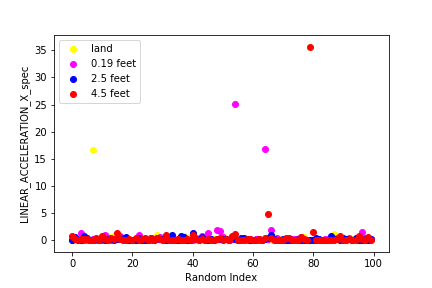 land
0.19 feet
2.5 feet
4.5 feet
35
30
25
20
15
10
5
0
LINEAR_ACCELERATION_X_spec
0 20 40 60 80 100
Random Index